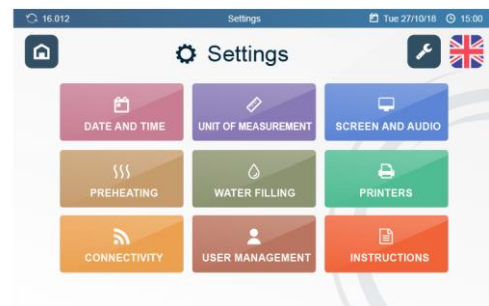 16.012 Settings Tue 27/10/18 15:00
Settings
DATE AND TIME UNIT OF MEASUREMENT SCREEN AND AUDIO
PREHEATING WATER FILLING PRINTERS
CONNECTIVITY USER MANAGEMENT INSTRUCTIONS